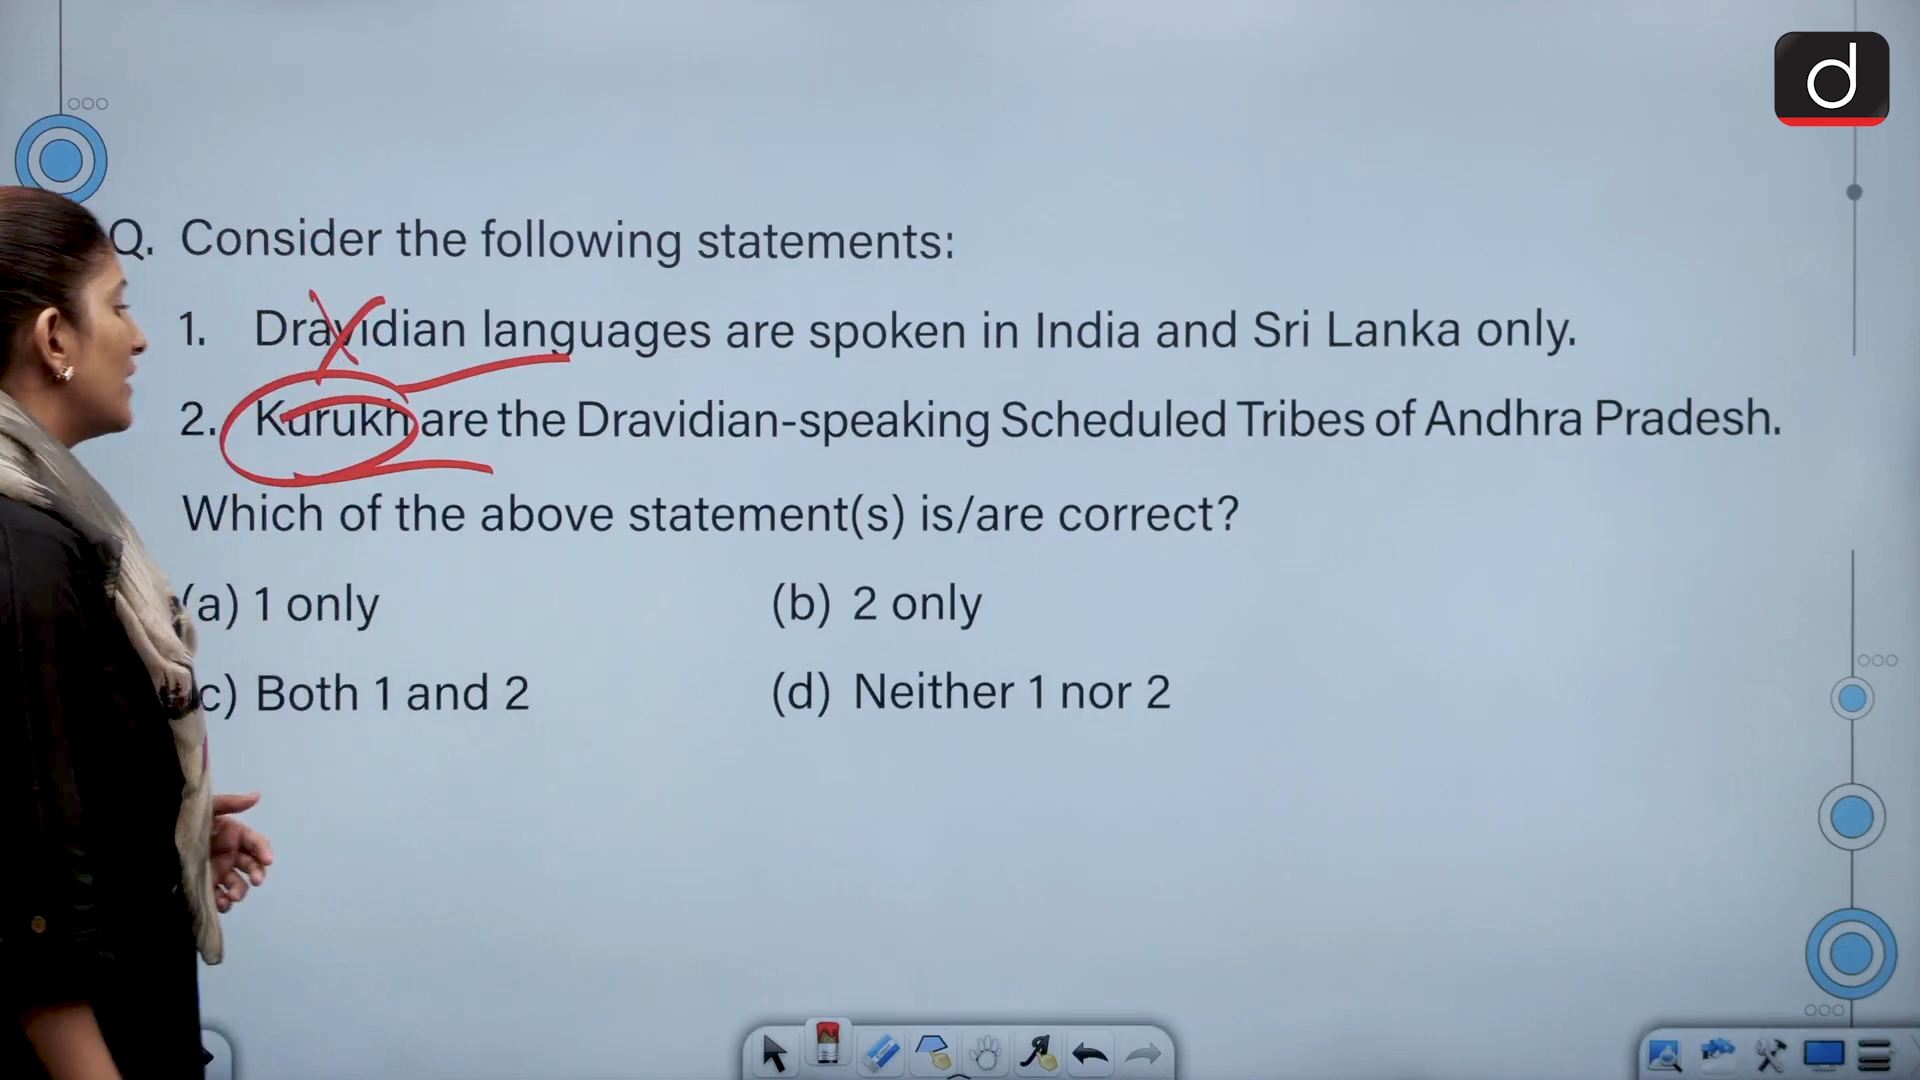 d
Q. Consider the following statements:
1. Dravidian languages are spoken in India and Sri Lanka only.
2. Kurukh are the Dravidian-speaking Scheduled Tribes of Andhra Pradesh.
Which of the above statement(s) is/are correct?
(a) 1 only (b) 2 only
c) Both 1 and 2 (d) Neither 1 nor 2